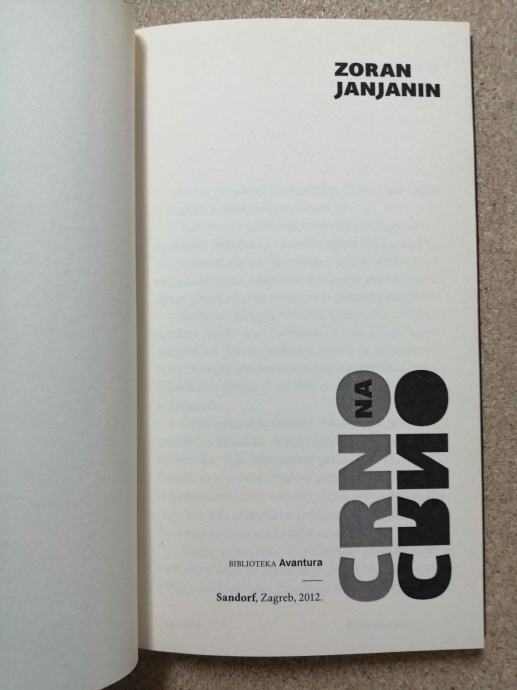 ZORAN
JANJANIN
CRNO
NA
CRNO
BIBLIOTEKA Avantura
Sandorf, Zagreb, 2012.